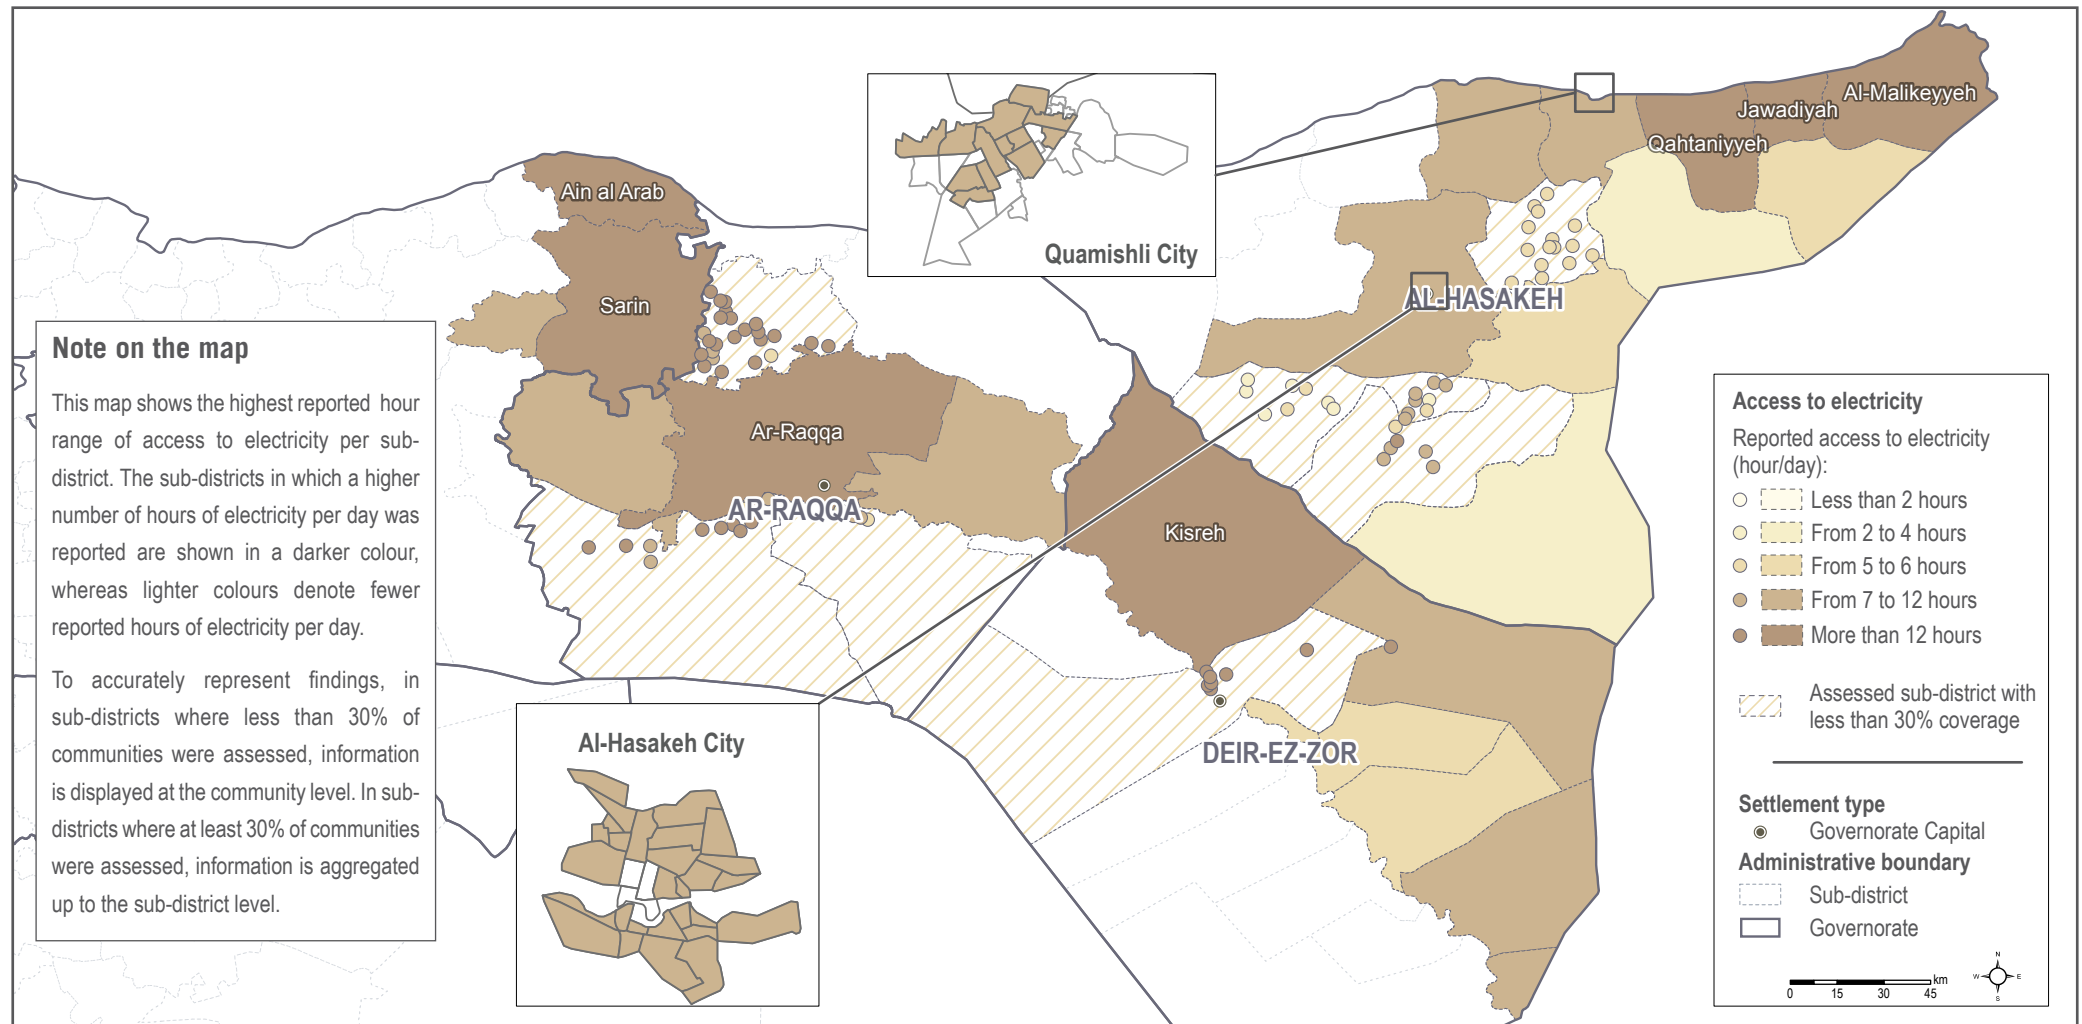 Note on the map
This map shows the highest reported hour
range of access to electricity per sub-
district. The sub-districts in which a higher
number of hours of electricity per day was
reported are shown in a darker colour,
whereas lighter colours denote fewer
reported hours of electricity per day.
To accurately represent findings, in
sub-districts where less than 30% of
communities were assessed, information
is displayed at the community level. In sub-
districts where at least 30% of communities
were assessed, information is aggregated
up to the sub-district level.
Ain al Arab
Sarin
Ar-Raqqa
AR-RAQQA
Quamishli City
Al-Hasakeh City
Al-Malikeyyeh
Jawadiyah
Qahtaniyyeh
AL-HASAKEH
Kisreh
DEIR-EZ-ZOR
Access to electricity
Reported access to electricity
(hour/day):
Less than 2 hours
From 2 to 4 hours
From 5 to 6 hours
From 7 to 12 hours
More than 12 hours
Assessed sub-district with
less than 30% coverage
Settlement type
Governorate Capital
Administrative boundary
Sub-district
Governorate
km
0 15 30 45
N
W E
S